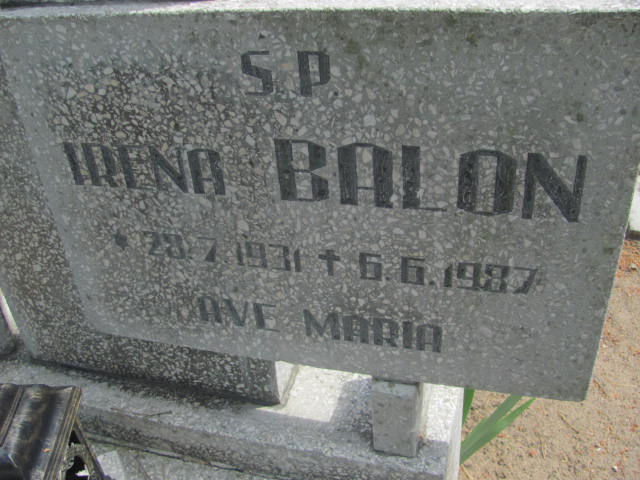 S.P.
IRENA BALON
* 28.7.1931 † 6.6.1987
AVE MARIA